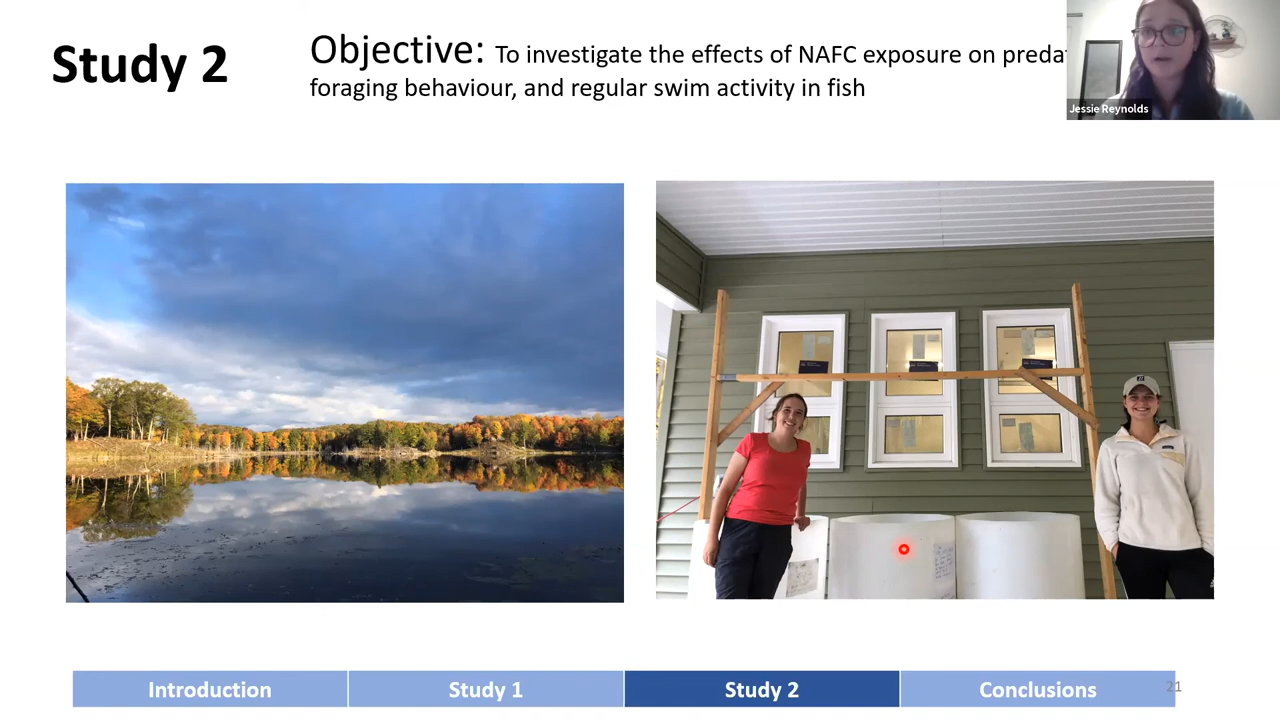 Study 2
Objective: To investigate the effects of NAFC exposure on
foraging behaviour, and regular swim activity in fish
Jessie Reynolds
Introduction
Study 1
Study 2
Conclusions
21